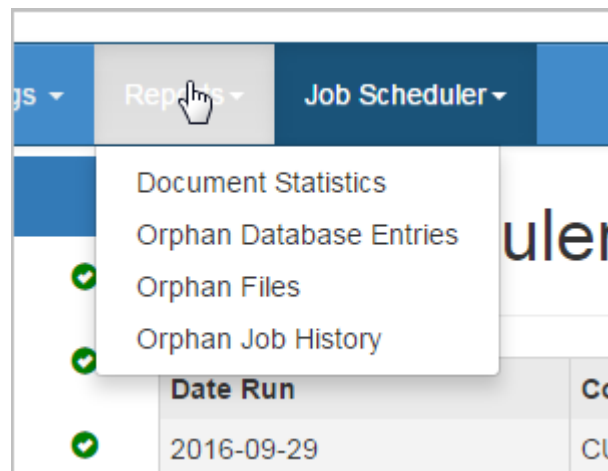 gs Reports Job Scheduler
Document Statistics
Orphan Database Entries
uler
Orphan Files
Orphan Job History
Date Run Co
2016-09-29 CU